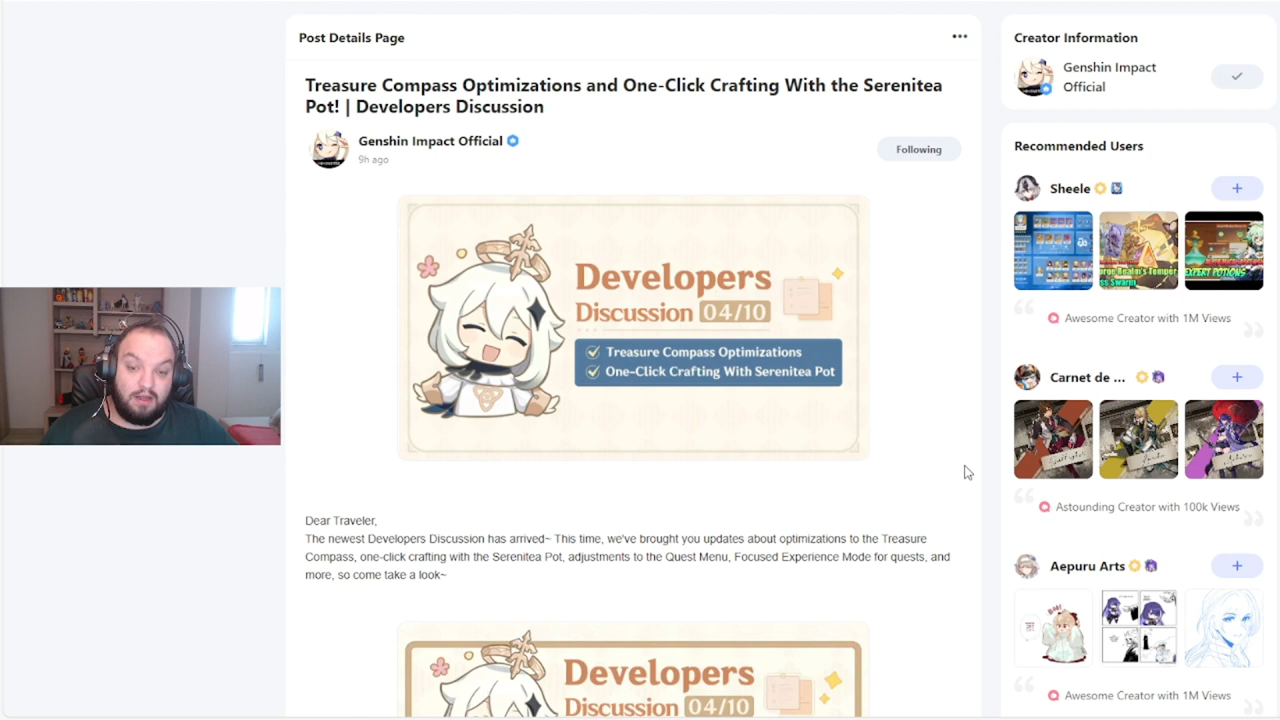 Post Details Page
Treasure Compass Optimizations and One-Click Crafting With the Serenitea
Pot! | Developers Discussion
Genshin Impact Official
9h ago
Following
Developers
Discussion 04/10
Treasure Compass Optimizations
One-Click Crafting With Serenitea Pot
Dear Traveler,
The newest Developers Discussion has arrived~ This time, we've brought you updates about optimizations to the Treasure
Compass, one-click crafting with the Serenitea Pot, adjustments to the Quest Menu, Focused Experience Mode for quests, and
more, so come take a look~
Developers
Discussion 04/10
Creator Information
Genshin Impact
Official
Recommended Users
Sheele
EXPERT POTIONS
Awesome Creator with 1M Views
Carnet de ...
Astounding Creator with 100k Views
Aepuru Arts
Awesome Creator with 1M Views